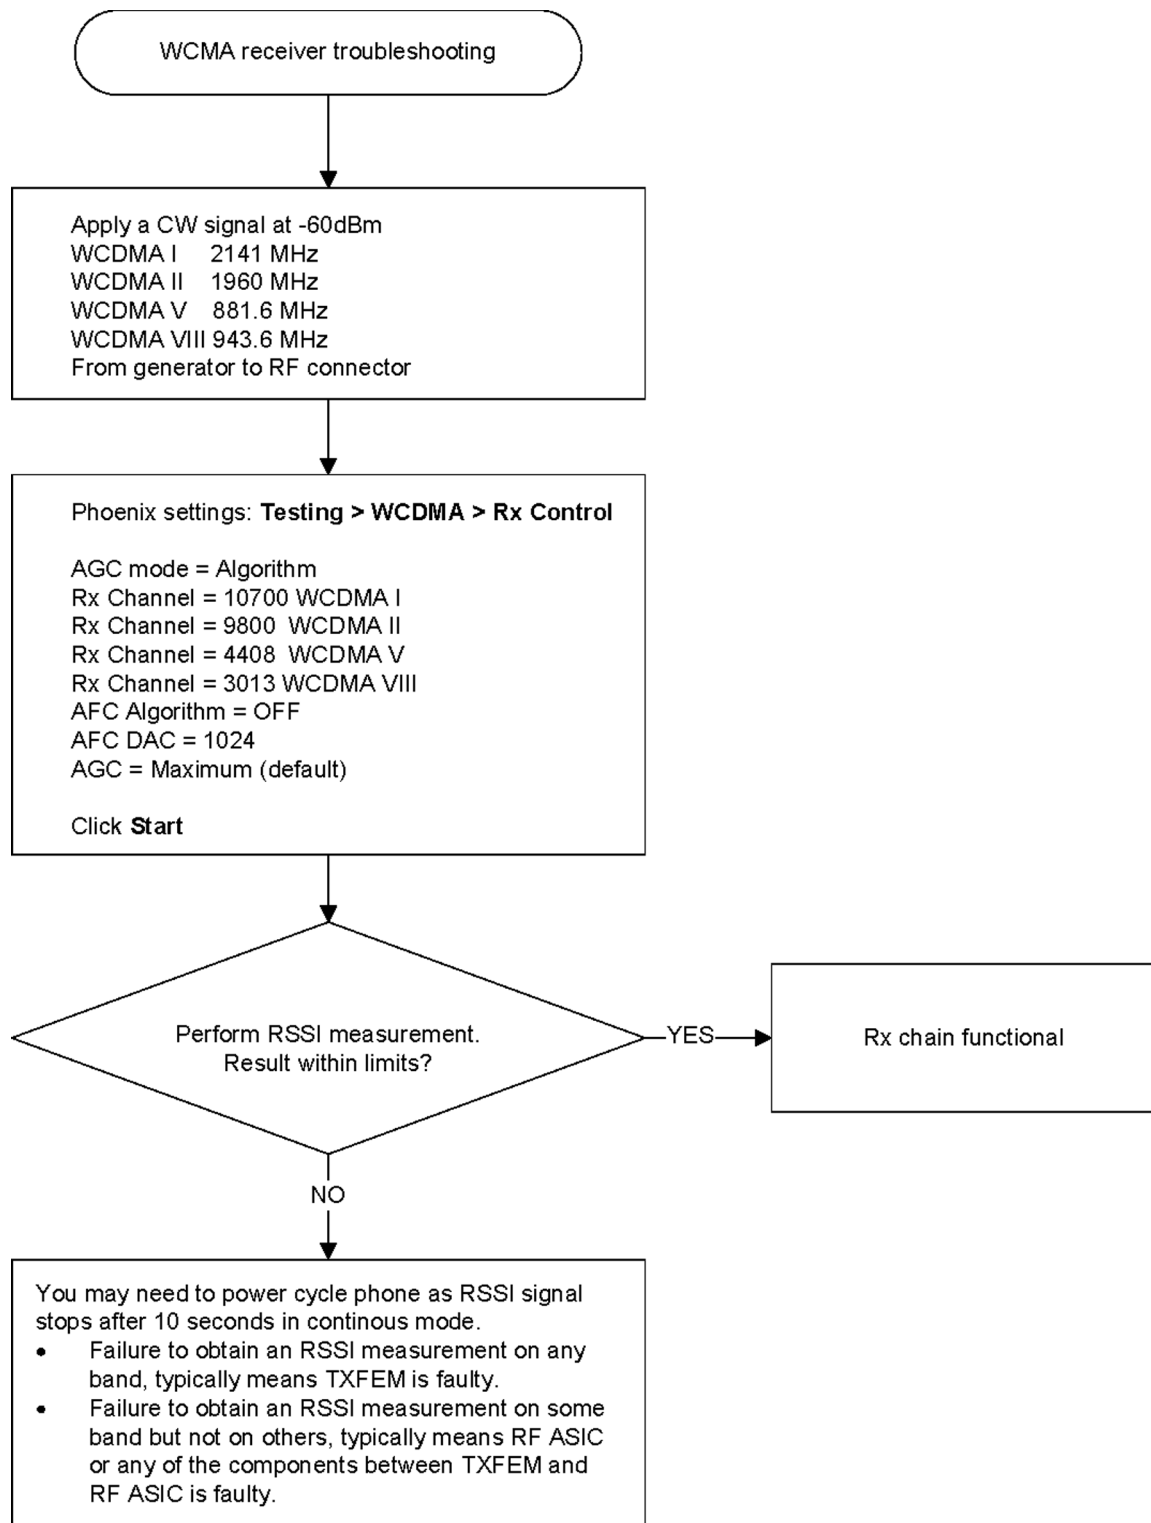 WCMA receiver troubleshooting
Apply a CW signal at -60dBm
WCDMA I 2141 MHz
WCDMA II 1960 MHz
WCDMA V 881.6 MHz
WCDMA VIII 943.6 MHz
From generator to RF connector
Phoenix settings: Testing > WCDMA > Rx Control
AGC mode = Algorithm
Rx Channel = 10700 WCDMA I
Rx Channel = 9800 WCDMA II
Rx Channel = 4408 WCDMA V
Rx Channel = 3013 WCDMA VIII
AFC Algorithm = OFF
AFC DAC = 1024
AGC = Maximum (default)
Click Start
Perform RSSI measurement.
Result within limits?
YES
Rx chain functional
NO
You may need to power cycle phone as RSSI signal
stops after 10 seconds in continous mode.
• Failure to obtain an RSSI measurement on any
band, typically means TXFEM is faulty.
• Failure to obtain an RSSI measurement on some
band but not on others, typically means RF ASIC
or any of the components between TXFEM and
RF ASIC is faulty.